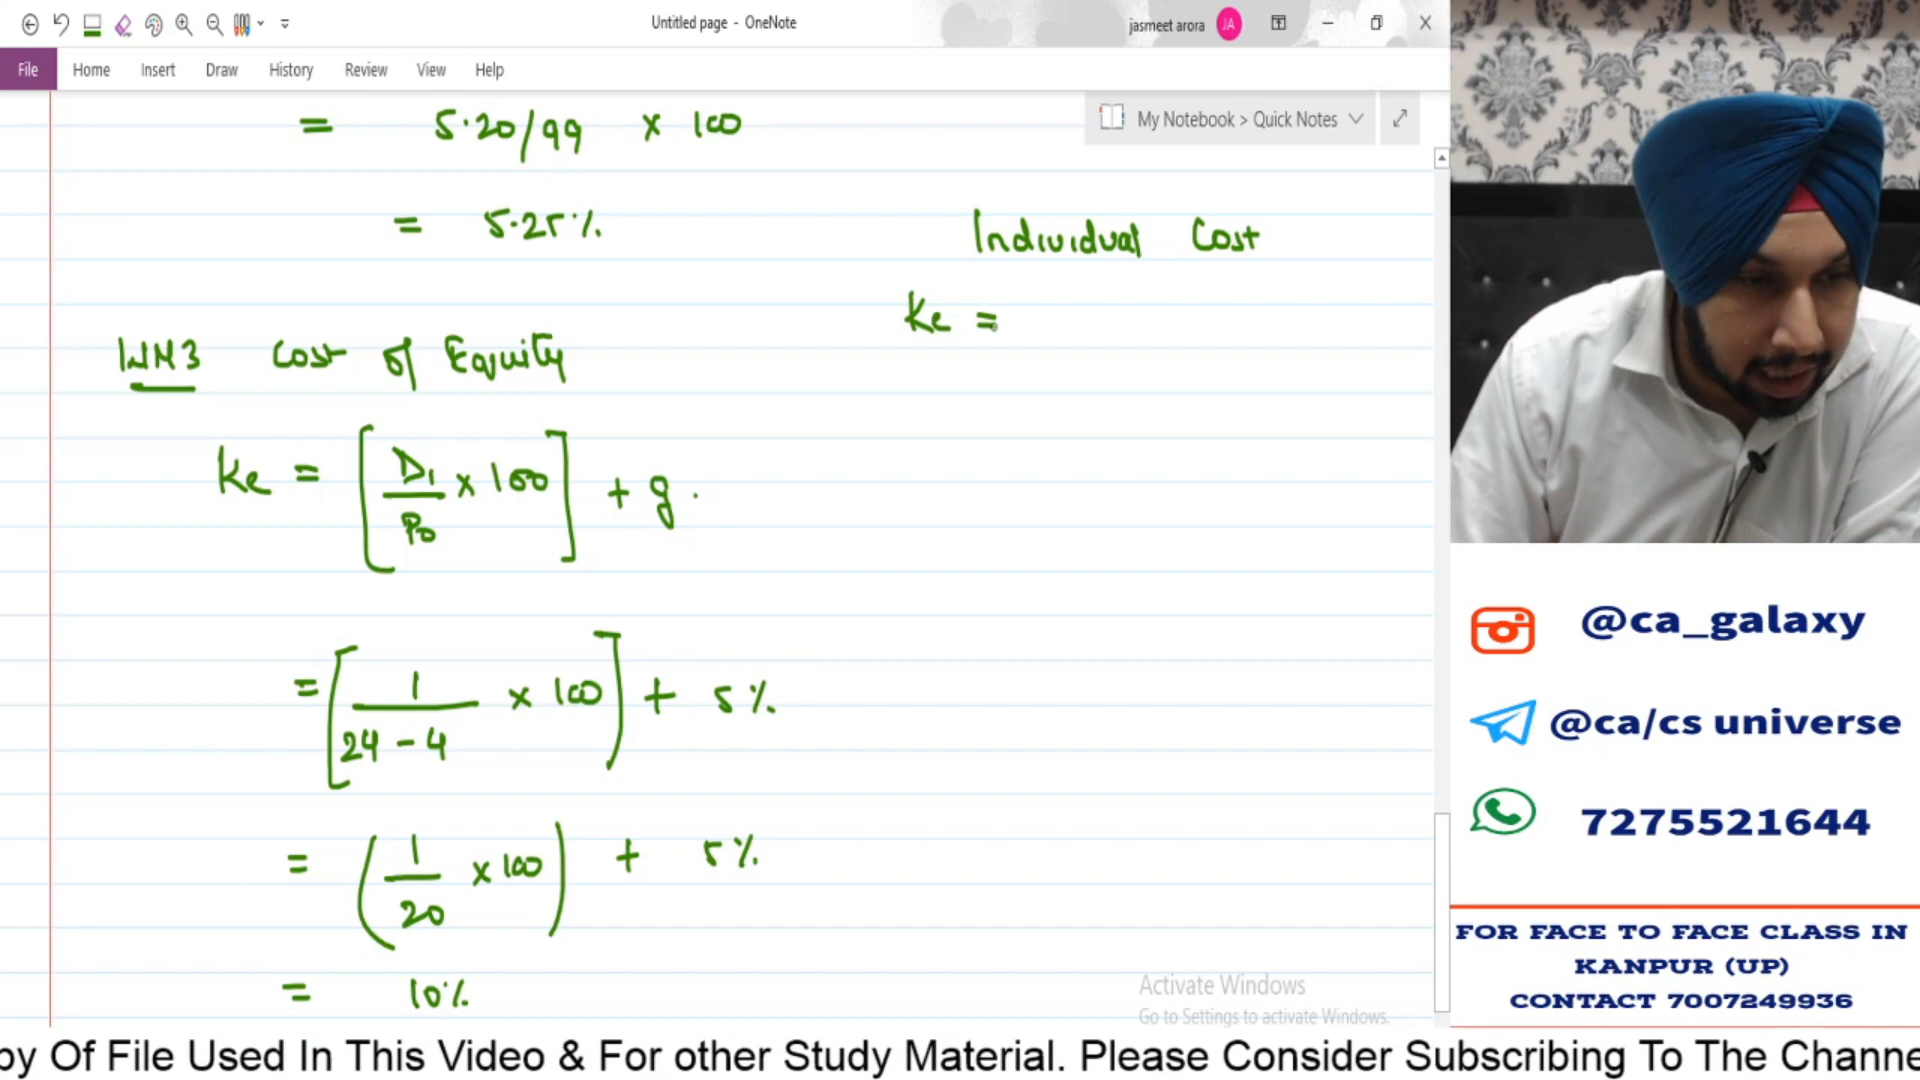 Untitled page - OneNote
jasmeet arora JA
File Home Insert Draw History Review View Help
My Notebook > Quick Notes
= 5.20/99 x 100
= 5.25%
Individual Cost
Ke =
WN3 Cost of Equity
Ke = [D1/P0 x 100] + g.
= [1/24-4 x 100] + 5%
= (1/20 x 100) + 5%
= 10%
Activate Windows
Go to Settings to activate Windows.
@ca_galaxy
@ca/cs universe
7275521644
FOR FACE TO FACE CLASS IN
KANPUR (UP)
CONTACT 7007249936
py Of File Used In This Video & For other Study Material. Please Consider Subscribing To The Channe